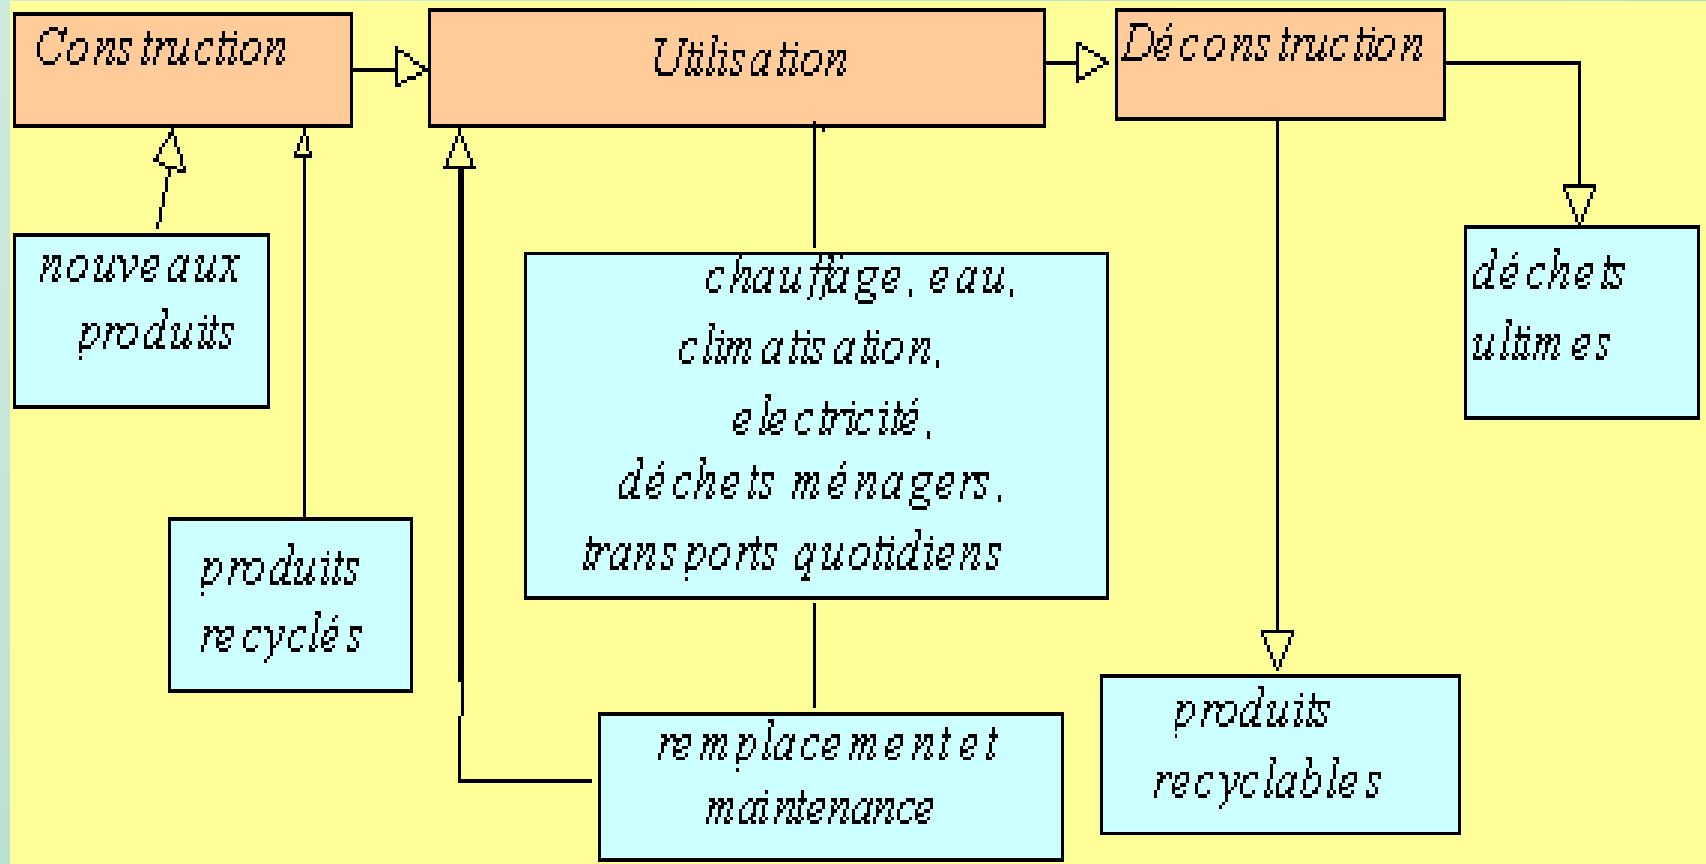 Construction
Utilisation
Déconstruction
nouveaux
produits
chauffage, eau,
climatisation,
electricité,
déchets ménagers,
transports quotidiens
déchets
ultimes
produits
recyclés
remplacement et
maintenance
produits
recyclables